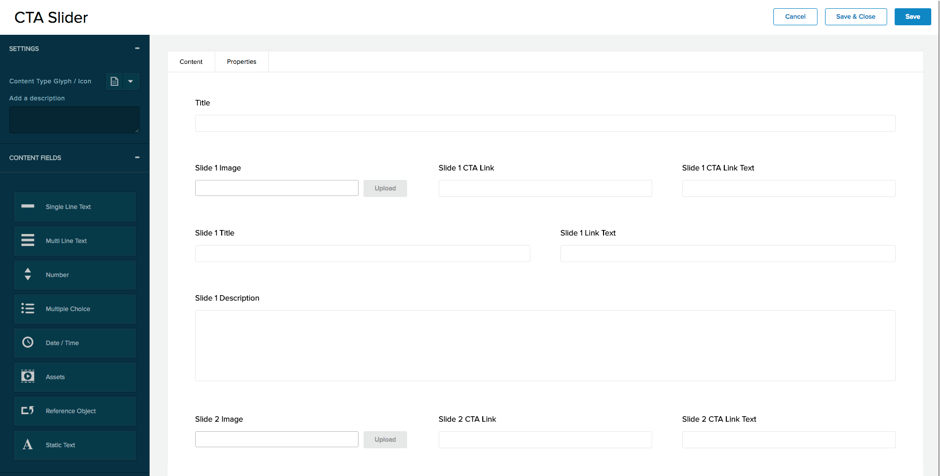 CTA Slider
Cancel
Save & Close
Save
SETTINGS
Content Type Glyph / Icon
Add a description
CONTENT FIELDS
Single Line Text
Multi Line Text
Number
Multiple Choice
Date / Time
Assets
Reference Object
Static Text
Content Properties
Title
Slide 1 Image Slide 1 CTA Link Slide 1 CTA Link Text
Upload
Slide 1 Title Slide 1 Link Text
Slide 1 Description
Slide 2 Image Slide 2 CTA Link Slide 2 CTA Link Text
Upload